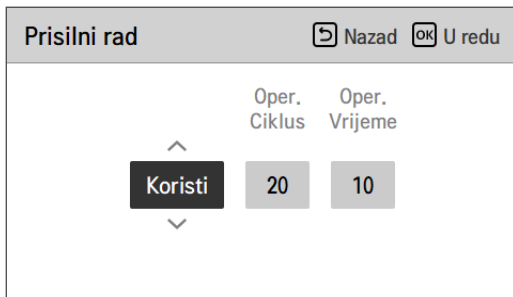 Prisilni rad Nazad OK U redu
Oper. Oper.
Ciklus Vrijeme
Koristi 20 10